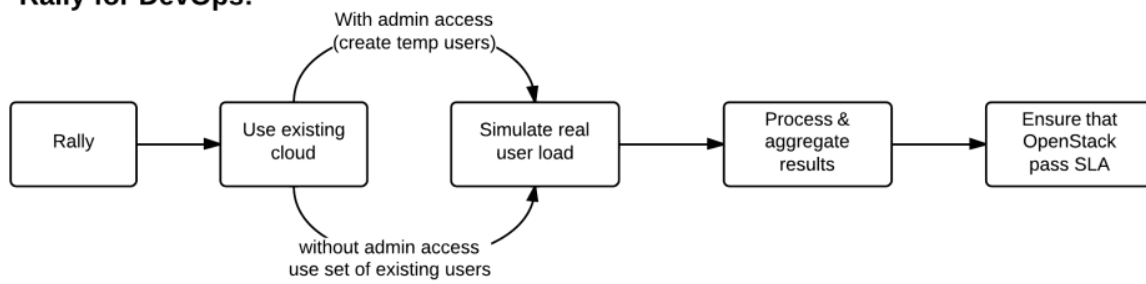 Rally for DevOps:
With admin access
(create temp users)
Rally
Use existing
cloud
Simulate real
user load
Process &
aggregate
results
Ensure that
OpenStack
pass SLA
without admin access
use set of existing users